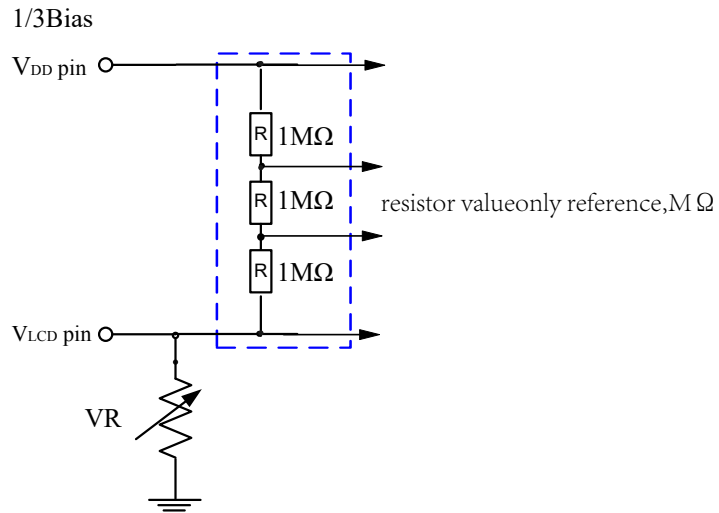 1/3Bias
VDD pin
R 1MΩ
R 1MΩ
resistor valueonly reference,M Ω
R 1MΩ
VLCD pin
VR